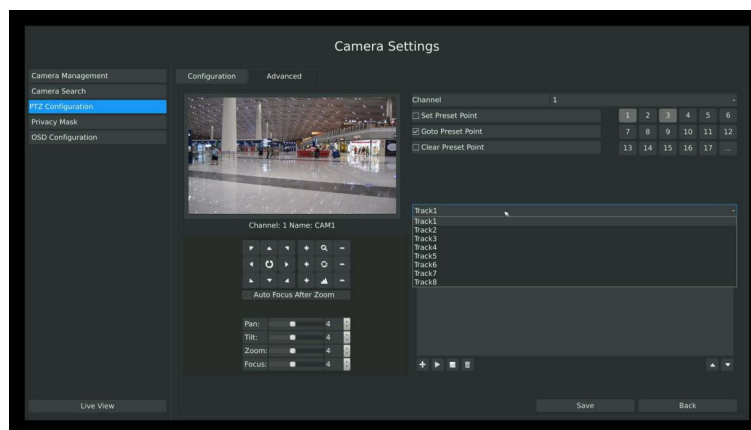 Camera Settings
Camera Management
Camera Search
PTZ Configuration
Privacy Mask
OSD Configuration
Live View
Configuration Advanced
Channel: 1 Name: CAM1
Auto Focus After Zoom
Pan: 4
Tilt: 4
Zoom: 4
Focus: 4
Channel 1
Set Preset Point 1 2 3 4 5 6
Goto Preset Point 7 8 9 10 11 12
Clear Preset Point 13 14 15 16 17 ...
Track1
Track1
Track2
Track3
Track4
Track5
Track6
Track7
Track8
Save Back